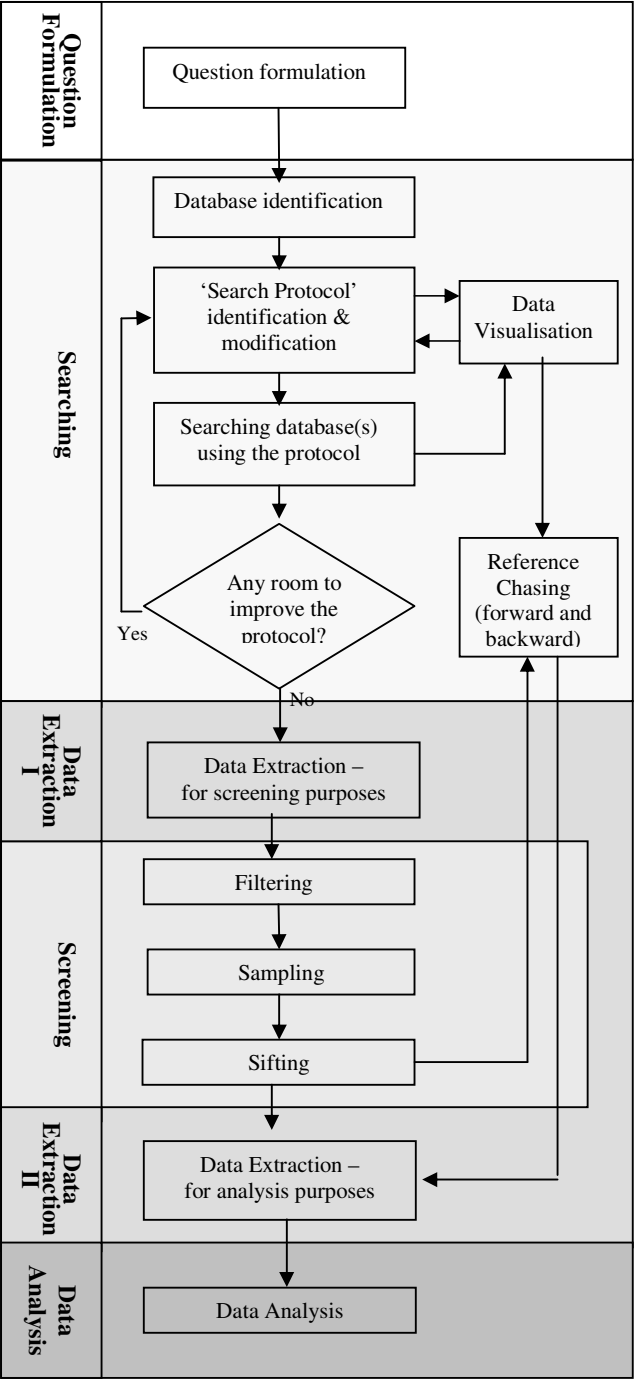 Question
Formulation
Question formulation
Searching
Database identification
‘Search Protocol’
identification &
modification
Data
Visualisation
Searching database(s)
using the protocol
Any room to
improve the
protocol?
Yes
No
Reference
Chasing
(forward and
backward)
Data
Extraction
I
Data Extraction –
for screening purposes
Screening
Filtering
Sampling
Sifting
Data
Extraction
II
Data Extraction –
for analysis purposes
Data
Analysis
Data Analysis